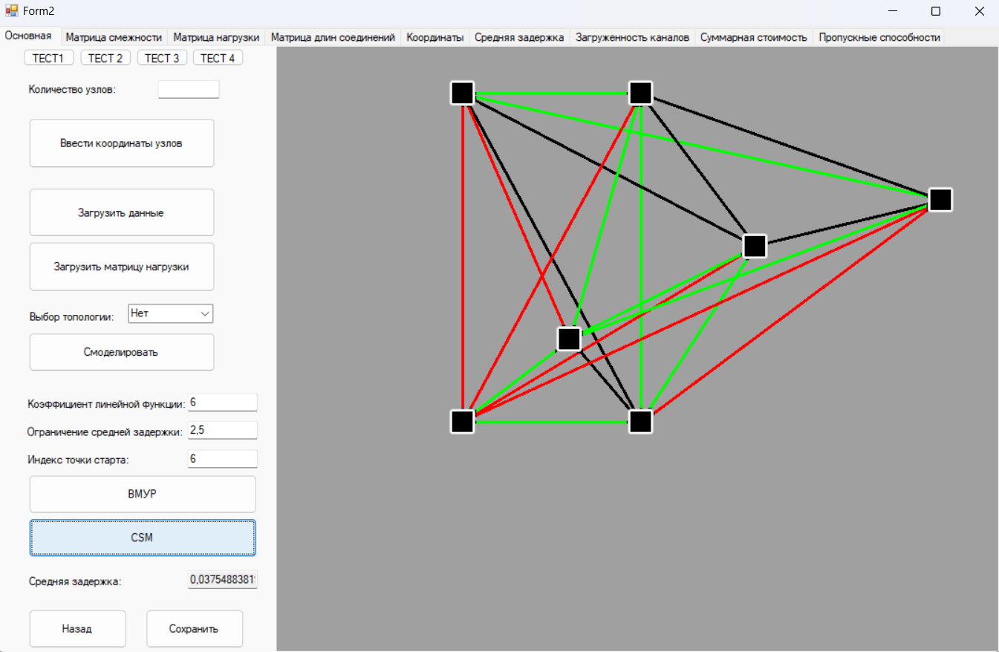 Form2
Основная Матрица смежности Матрица нагрузки Матрица длин соединений Координаты Средняя задержка Загруженность каналов Суммарная стоимость Пропускные способности
ТЕСТ1 ТЕСТ 2 ТЕСТ 3 ТЕСТ 4
Количество узлов:
Ввести координаты узлов
Загрузить данные
Загрузить матрицу нагрузки
Выбор топологии: Нет
Смоделировать
Коэффициент линейной функции: 6
Ограничение средней задержки: 2,5
Индекс точки старта: 6
ВМУР
CSM
Средняя задержка: 0,0375488381
Назад Сохранить